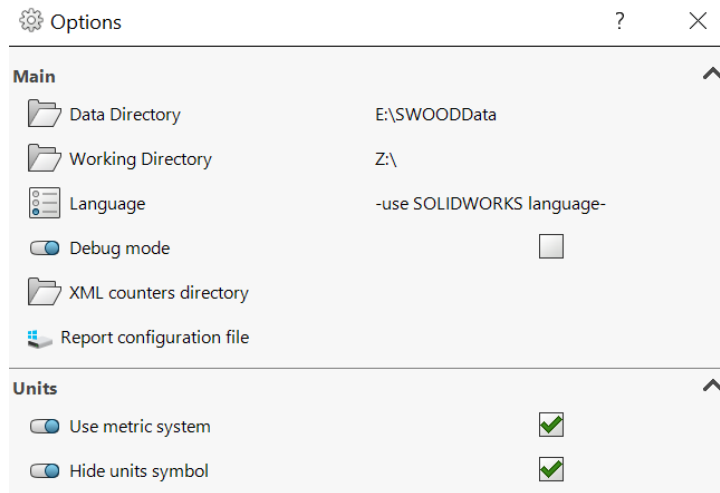 Options ?
Main
Data Directory E:\SWOODData
Working Directory Z:\
Language -use SOLIDWORKS language-
Debug mode
XML counters directory
Report configuration file
Units
Use metric system
Hide units symbol